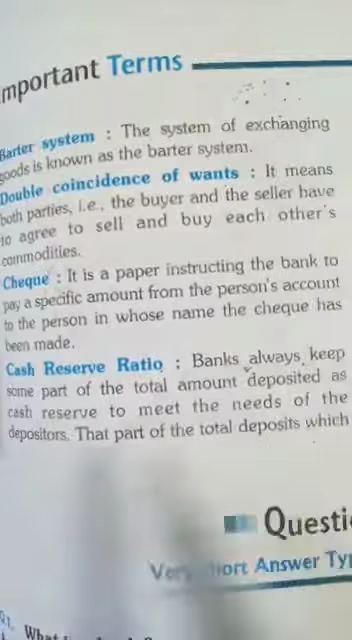 mportant Terms
Barter system : The system of exchanging
goods is known as the barter system.
Double coincidence of wants : It means
both parties, i.e., the buyer and the seller have
to agree to sell and buy each other's
commodities.
Cheque : It is a paper instructing the bank to
pay a specific amount from the person's account
to the person in whose name the cheque has
been made.
Cash Reserve Ratio : Banks always keep
some part of the total amount deposited as
cash reserve to meet the needs of the
depositors. That part of the total deposits which
Questi
Very Short Answer Typ
Q1. What